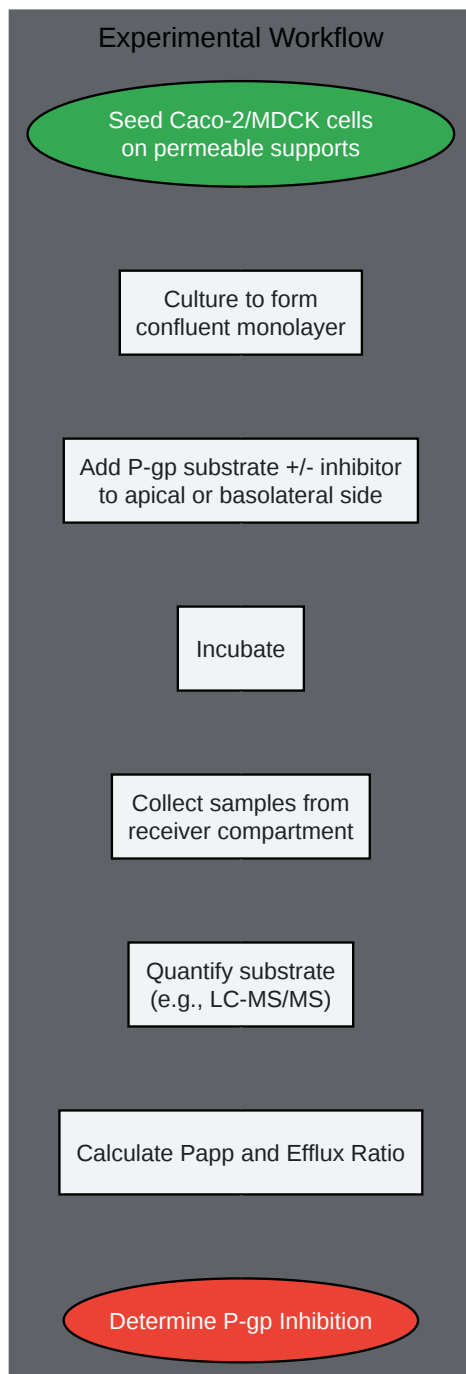 Experimental Workflow
Seed Caco-2/MDCK cells
on permeable supports
Culture to form
confluent monolayer
Add P-gp substrate +/- inhibitor
to apical or basolateral side
Incubate
Collect samples from
receiver compartment
Quantify substrate
(e.g., LC-MS/MS)
Calculate Papp and Efflux Ratio
Determine P-gp Inhibition